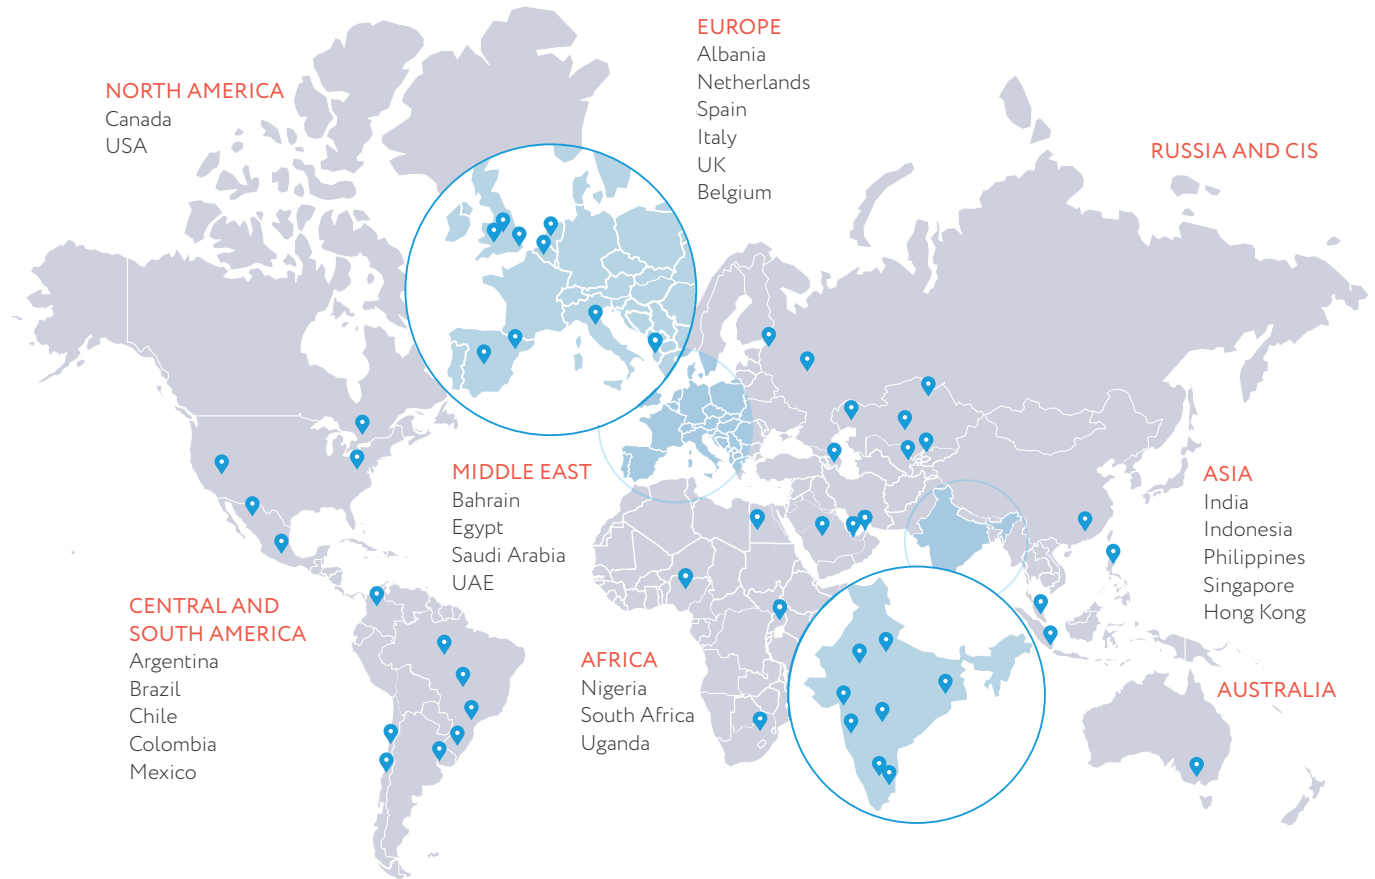 EUROPE
Albania
Netherlands
Spain
Italy
UK
Belgium
NORTH AMERICA
Canada
USA
RUSSIA AND CIS
MIDDLE EAST
Bahrain
Egypt
Saudi Arabia
UAE
ASIA
India
Indonesia
Philippines
Singapore
Hong Kong
CENTRAL AND
SOUTH AMERICA
Argentina
Brazil
Chile
Colombia
Mexico
AFRICA
Nigeria
South Africa
Uganda
AUSTRALIA